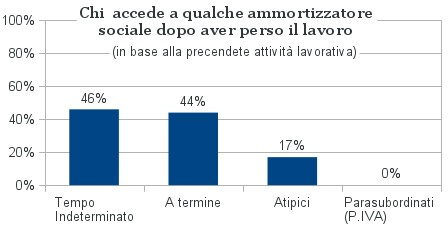 Chi accede a qualche ammortizzatore
sociale dopo aver perso il lavoro
(in base alla precendete attività lavorativa)
100%
80%
60%
40%
20%
0%
46%
44%
17%
0%
Tempo
Indeterminato
A termine
Atipici
Parasubordinati
(P.IVA)